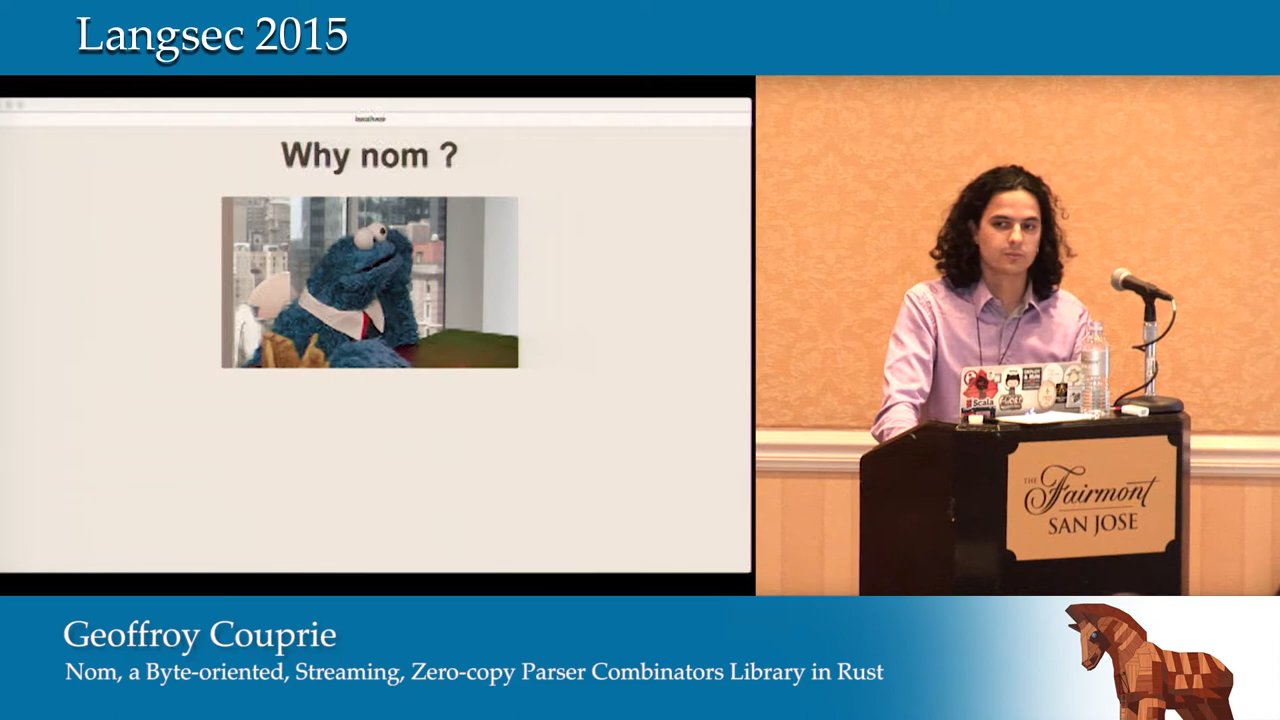 Langsec 2015
Why nom ?
Scala
THE
Fairmont
SAN JOSE
Geoffroy Couprie
Nom, a Byte-oriented, Streaming, Zero-copy Parser Combinators Library in Rust